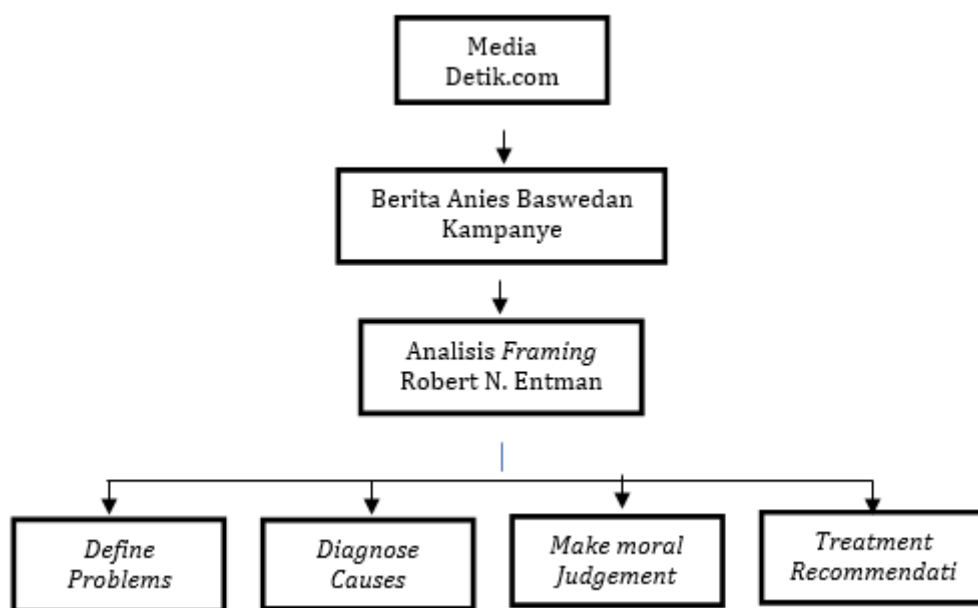 Media
Detik.com
Berita Anies Baswedan
Kampanye
Analisis Framing
Robert N. Entman
Define
Problems
Diagnose
Causes
Make moral
Judgement
Treatment
Recommendati